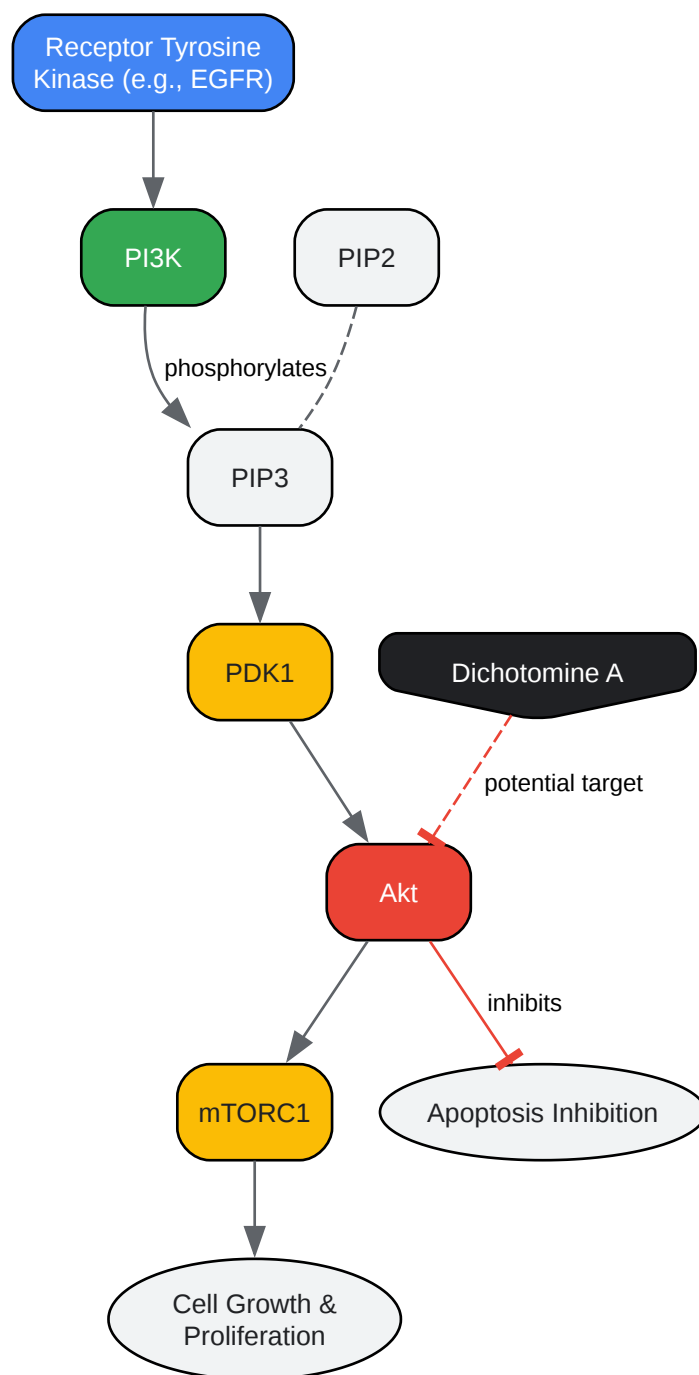 Receptor Tyrosine
Kinase (e.g., EGFR)
PI3K
PIP2
phosphorylates
PIP3
PDK1
Dichotomine A
potential target
Akt
inhibits
mTORC1
Apoptosis Inhibition
Cell Growth &
Proliferation